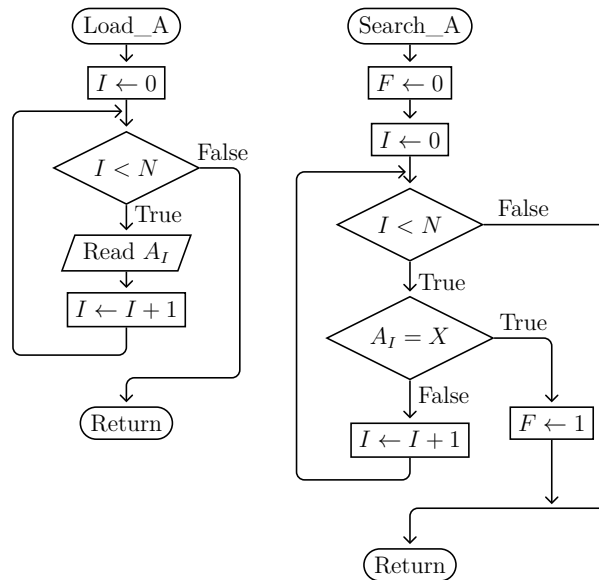 Load_A
I ← 0
I < N
False
True
Read A_I
I ← I + 1
Return
Search_A
F ← 0
I ← 0
I < N
False
True
A_I = X
True
False
I ← I + 1
F ← 1
Return